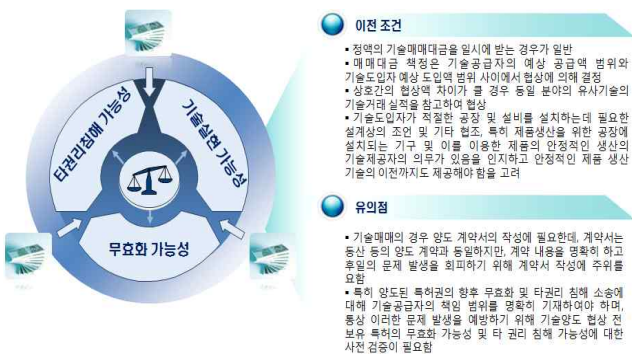 타권리침해 가능성
기술실현 가능성
무효화 가능성
이전 조건
▪ 정액의 기술매매대금을 일시에 받는 경우가 일반
▪ 매매대금 책정은 기술공급자의 예상 공급액 범위와
기술도입자 예상 도입액 범위 사이에서 협상에 의해 결정
▪ 상호간의 협상액 차이가 클 경우 동일 분야의 유사기술의
기술거래 실적을 참고하여 협상
▪ 기술도입자가 적절한 공장 및 설비를 설치하는데 필요한
설계상의 조언 및 기타 협조, 특히 제품생산을 위한 공장에
설치되는 기구 및 이를 이용한 제품의 안정적인 생산의
기술제공자의 의무가 있음을 인지하고 안정적인 제품 생산
기술의 이전까지도 제공해야 함을 고려
유의점
▪ 기술매매의 경우 양도 계약서의 작성에 필요한데, 계약서는
동산 등의 양도 계약과 동일하지만, 계약 내용을 명확히 하고
후일의 문제 발생을 회피하기 위해 계약서 작성에 주위를
요함
▪ 특히 양도된 특허권의 향후 무효화 및 타권리 침해 소송에
대해 기술공급자의 책임 범위를 명확히 기재하여야 하며,
통상 이러한 문제 발생을 예방하기 위해 기술양도 협상 전
보유 특허의 무효화 가능성 및 타 권리 침해 가능성에 대한
사전 검증이 필요함